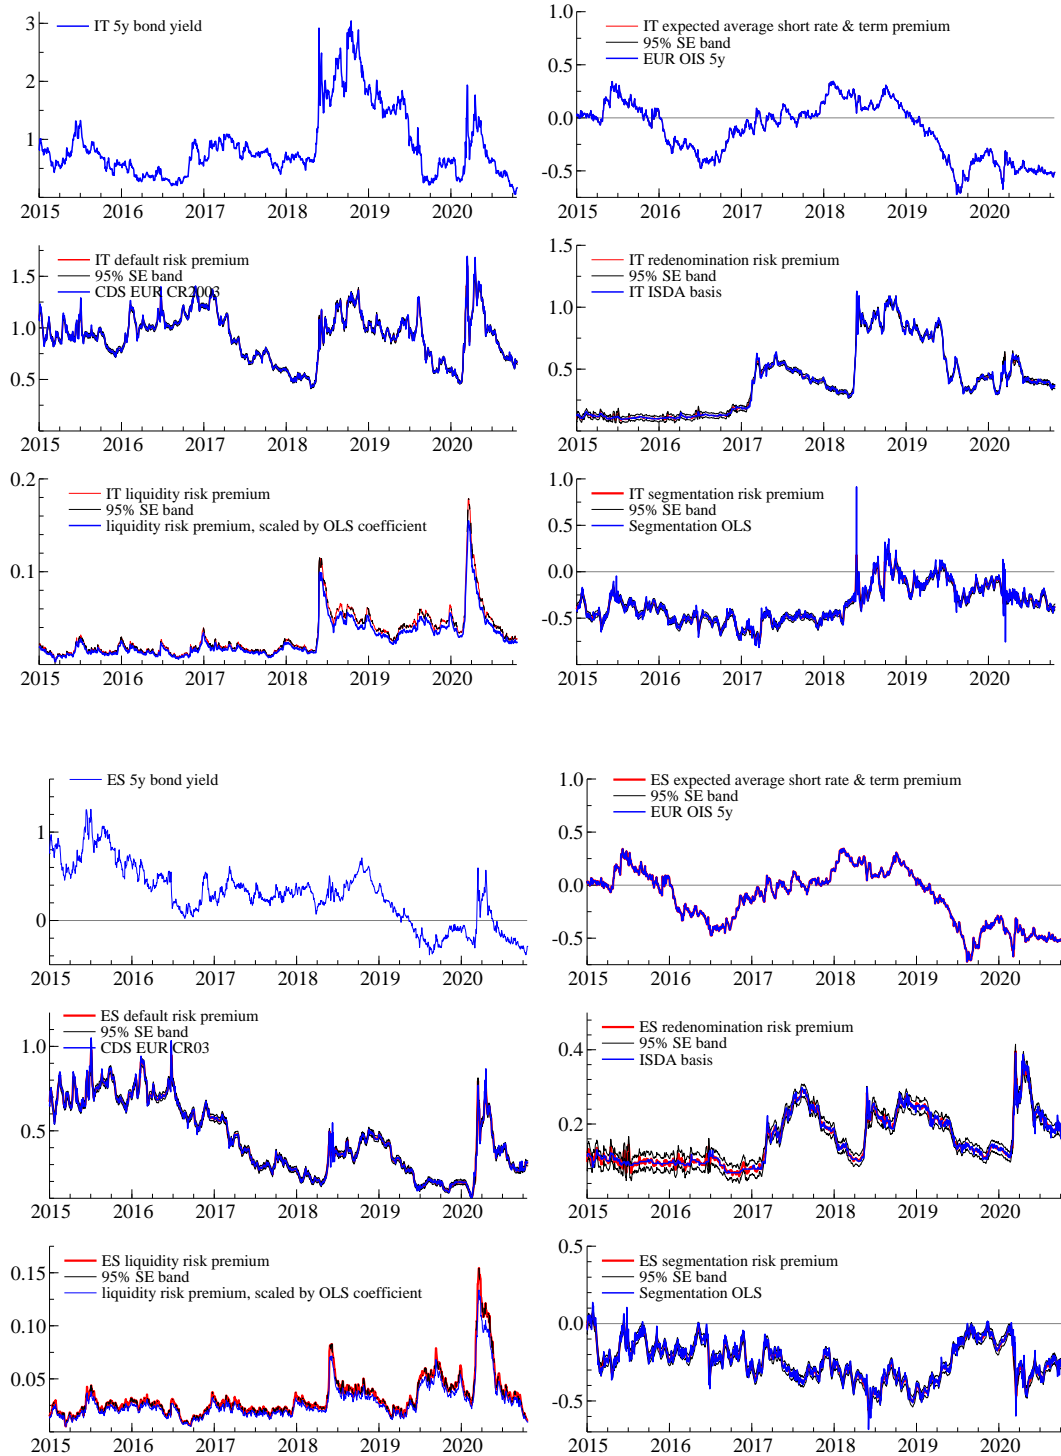 IT 5y bond yield
3
2
1
2015 2016 2017 2018 2019 2020
IT expected average short rate & term premium
95% SE band
EUR OIS 5y
1.0
0.5
0.0
-0.5
2015 2016 2017 2018 2019 2020
IT default risk premium
95% SE band
CDS EUR CR2003
1.5
1.0
0.5
2015 2016 2017 2018 2019 2020
IT redenomination risk premium
95% SE band
IT ISDA basis
1.5
1.0
0.5
2015 2016 2017 2018 2019 2020
IT liquidity risk premium
95% SE band
liquidity risk premium, scaled by OLS coefficient
0.2
0.1
2015 2016 2017 2018 2019 2020
IT segmentation risk premium
95% SE band
Segmentation OLS
1.0
0.5
0.0
-0.5
2015 2016 2017 2018 2019 2020
ES 5y bond yield
1
0
2015 2016 2017 2018 2019 2020
ES expected average short rate & term premium
95% SE band
EUR OIS 5y
1.0
0.5
0.0
-0.5
2015 2016 2017 2018 2019 2020
ES default risk premium
95% SE band
CDS EUR CR03
1.0
0.5
2015 2016 2017 2018 2019 2020
ES redenomination risk premium
95% SE band
ISDA basis
0.4
0.2
2015 2016 2017 2018 2019 2020
ES liquidity risk premium
95% SE band
liquidity risk premium, scaled by OLS coefficient
0.15
0.10
0.05
2015 2016 2017 2018 2019 2020
ES segmentation risk premium
95% SE band
Segmentation OLS
0.5
0.0
-0.5
2015 2016 2017 2018 2019 2020